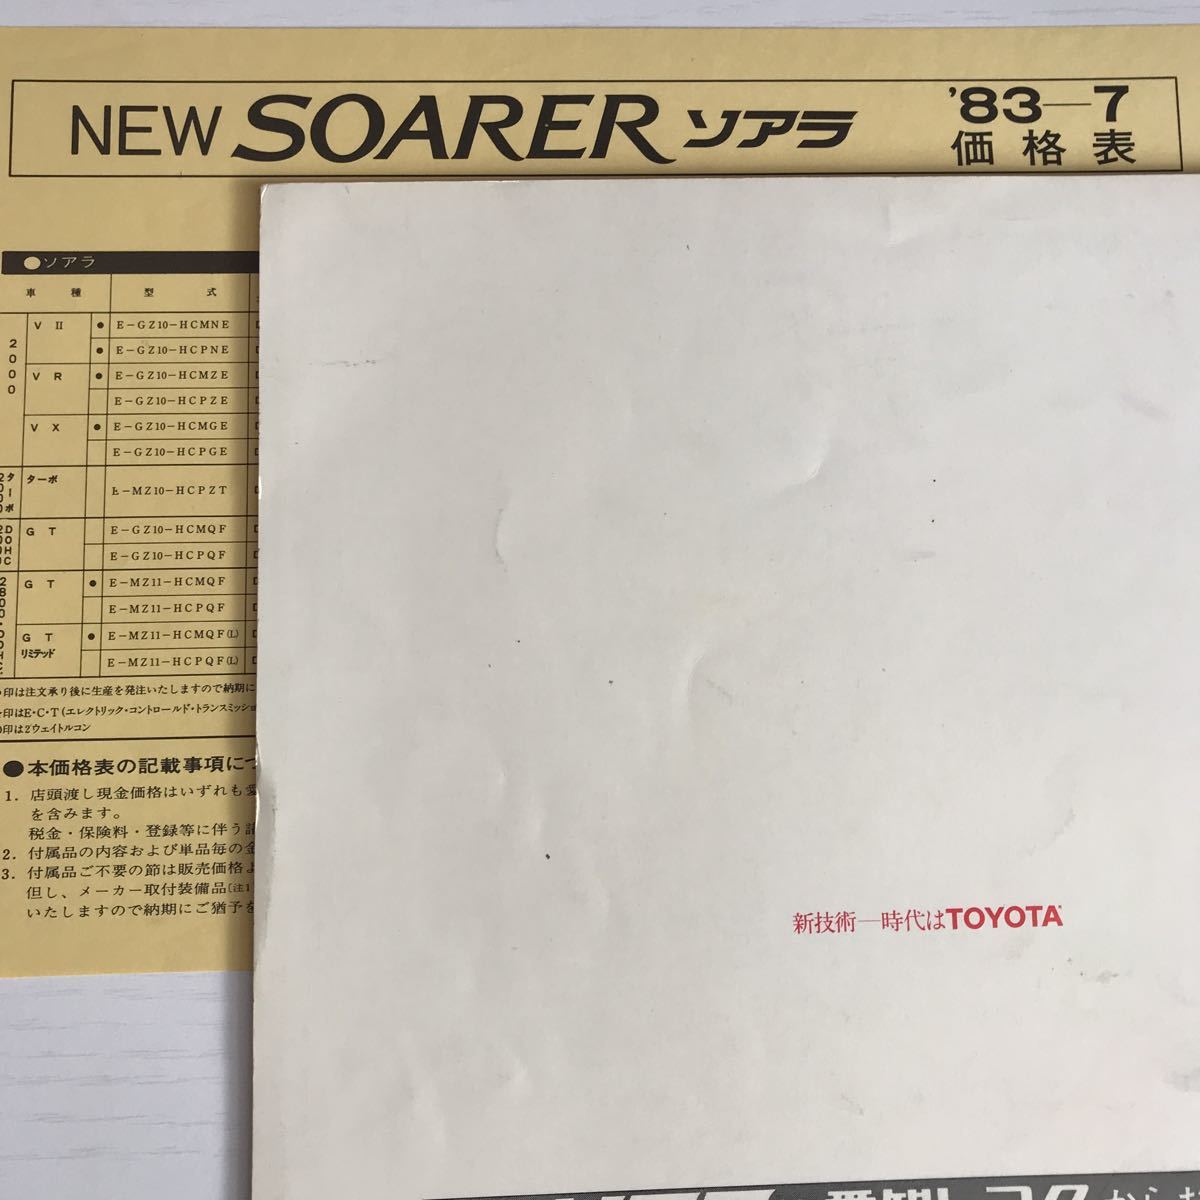 NEW SOARER ソアラ '83—7
価格表
●ソアラ
車種 型式
2000
V II ● E−GZ10−HCMNE
● E−GZ10−HCPNE
V R ● E−GZ10−HCMZE
E−GZ10−HCPZE
V X ● E−GZ10−HCMGE
E−GZ10−HCPGE
ターボ E−MZ10−HCPZT
G T E−GZ10−HCMQF
E−GZ10−HCPQF
G T ● E−MZ11−HCMQF
E−MZ11−HCPQF
G T リミテッド ● E−MZ11−HCMQF(L)
E−MZ11−HCPQF(L)
印は注文承り後に生産を発注いたしますので納期に
印はE・C・T(エレクトリック・コントロールド・トランスミッショ
印は2ウェイトルコン
●本価格表の記載事項につ
1. 店頭渡し現金価格はいずれも
を含みます。
税金・保険料・登録等に伴う
2. 付属品の内容および単品毎の
3. 付属品ご不要の節は販売価格
但し、メーカー取付装備品〔注1
いたしますので納期にご猶予を
新技術—時代はTOYOTA